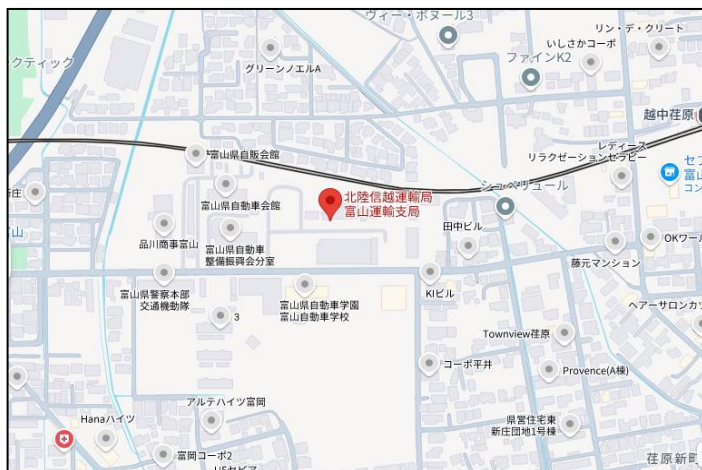 ヴィー・ボヌール3
リン・デ・クリート
クティック
グリーンノエルA
いしさかコーポ
ファインK2
越中荏原
富山県自販会館
レディース
リラクゼーションセラピー
セブ
富山
コン
新庄
富山県自動車会館
北陸信越運輸局
富山運輸支局
シュペリュール
山
品川商事富山
富山県自動車
整備振興会分室
田中ビル
OKワール
藤元マンション
富山県警察本部
交通機動隊
富山県自動車学園
富山自動車学校
KIビル
ヘアーサロンカツ
3
Townview荏原
コーポ平井
Provence(A棟)
アルテハイツ富岡
Hanaハイツ
県営住宅東
新庄団地1号棟
富岡コーポ2
荏原新町